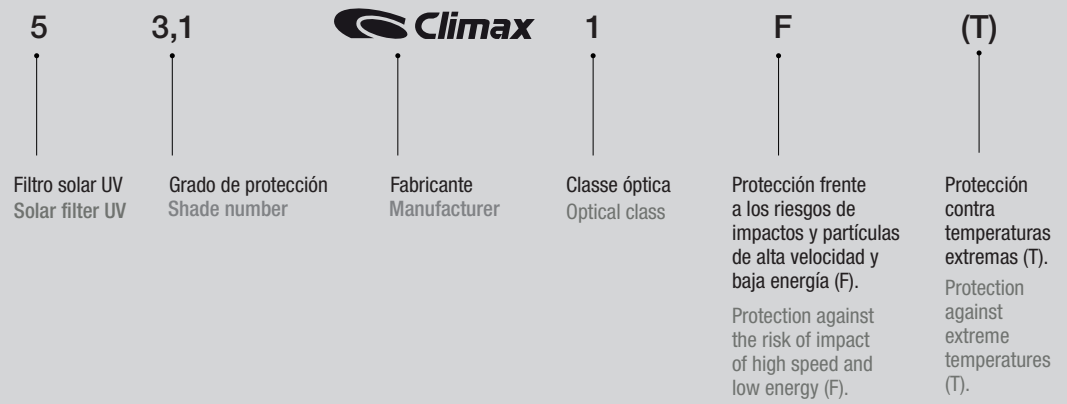 5 3,1 Climax 1 F (T)
Filtro solar UV
Solar filter UV
Grado de protección
Shade number
Fabricante
Manufacturer
Classe óptica
Optical class
Protección frente
a los riesgos de
impactos y partículas
de alta velocidad y
baja energía (F).
Protection against
the risk of impact
of high speed and
low energy (F).
Protección
contra
temperaturas
extremas (T).
Protection
against
extreme
temperatures
(T).